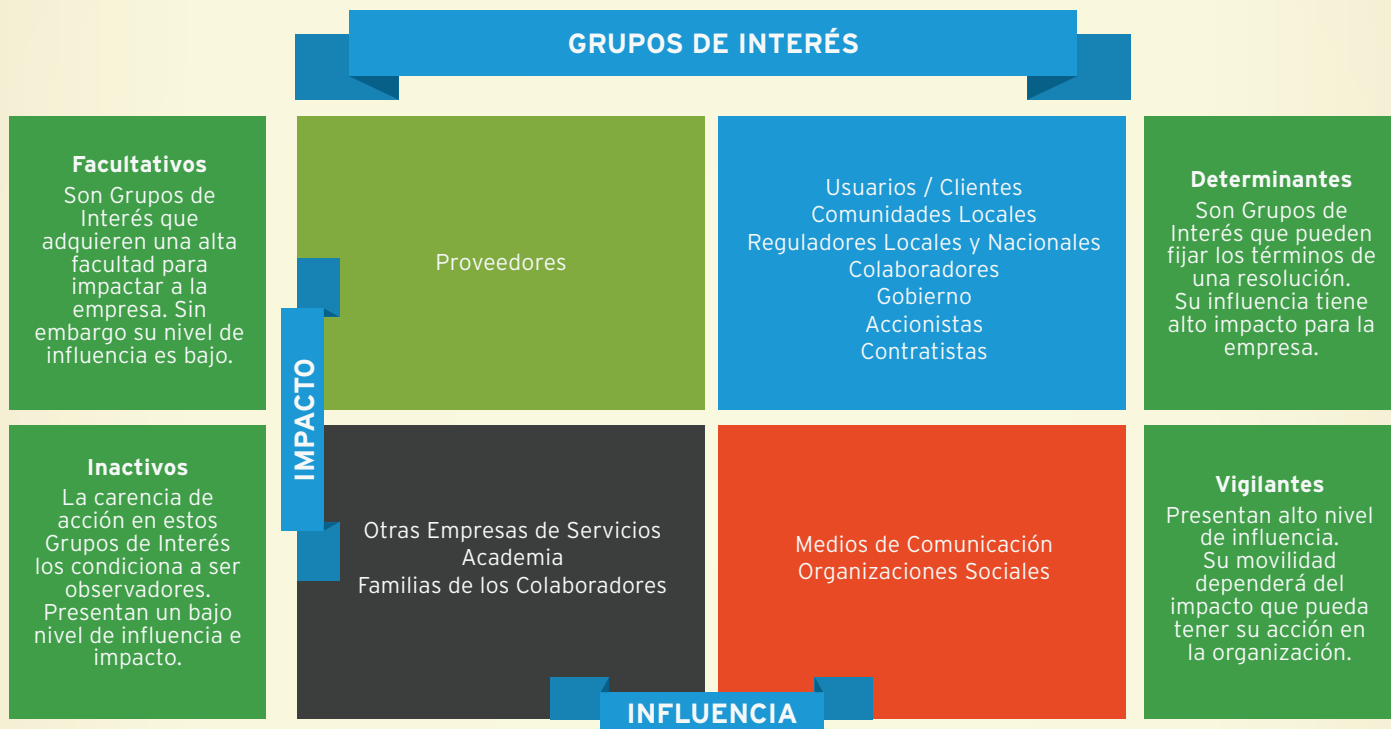 GRUPOS DE INTERÉS
Facultativos
Son Grupos de
Interés que
adquieren una alta
facultad para
impactar a la
empresa. Sin
embargo su nivel de
influencia es bajo.
Proveedores
Usuarios / Clientes
Comunidades Locales
Reguladores Locales y Nacionales
Colaboradores
Gobierno
Accionistas
Contratistas
Determinantes
Son Grupos de
Interés que pueden
fijar los términos de
una resolución.
Su influencia tiene
alto impacto para la
empresa.
IMPACTO
Inactivos
La carencia de
acción en estos
Grupos de Interés
los condiciona a ser
observadores.
Presentan un bajo
nivel de influencia e
impacto.
Otras Empresas de Servicios
Academia
Familias de los Colaboradores
Medios de Comunicación
Organizaciones Sociales
Vigilantes
Presentan alto nivel
de influencia.
Su movilidad
dependerá del
impacto que pueda
tener su acción en
la organización.
INFLUENCIA